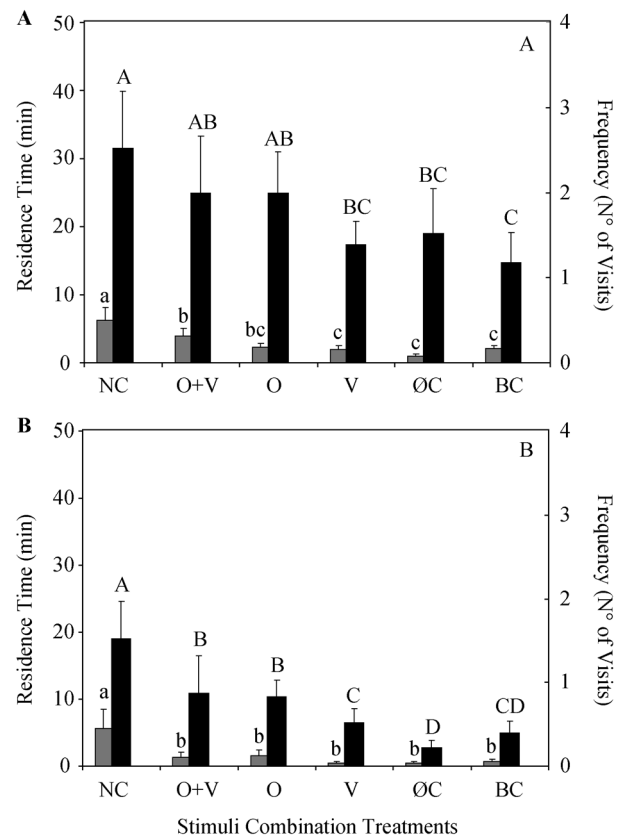 A
A
50
40
30
20
10
0
Residence Time (min)
4
3
2
1
0
Frequency (N° of Visits)
A
AB
AB
BC
BC
C
a
b
bc
c
c
c
NC O+V O V ØC BC
B
B
50
40
30
20
10
0
Residence Time (min)
4
3
2
1
0
Frequency (N° of Visits)
A
B
B
C
D
CD
a
b
b
b
b
b
NC O+V O V ØC BC
Stimuli Combination Treatments